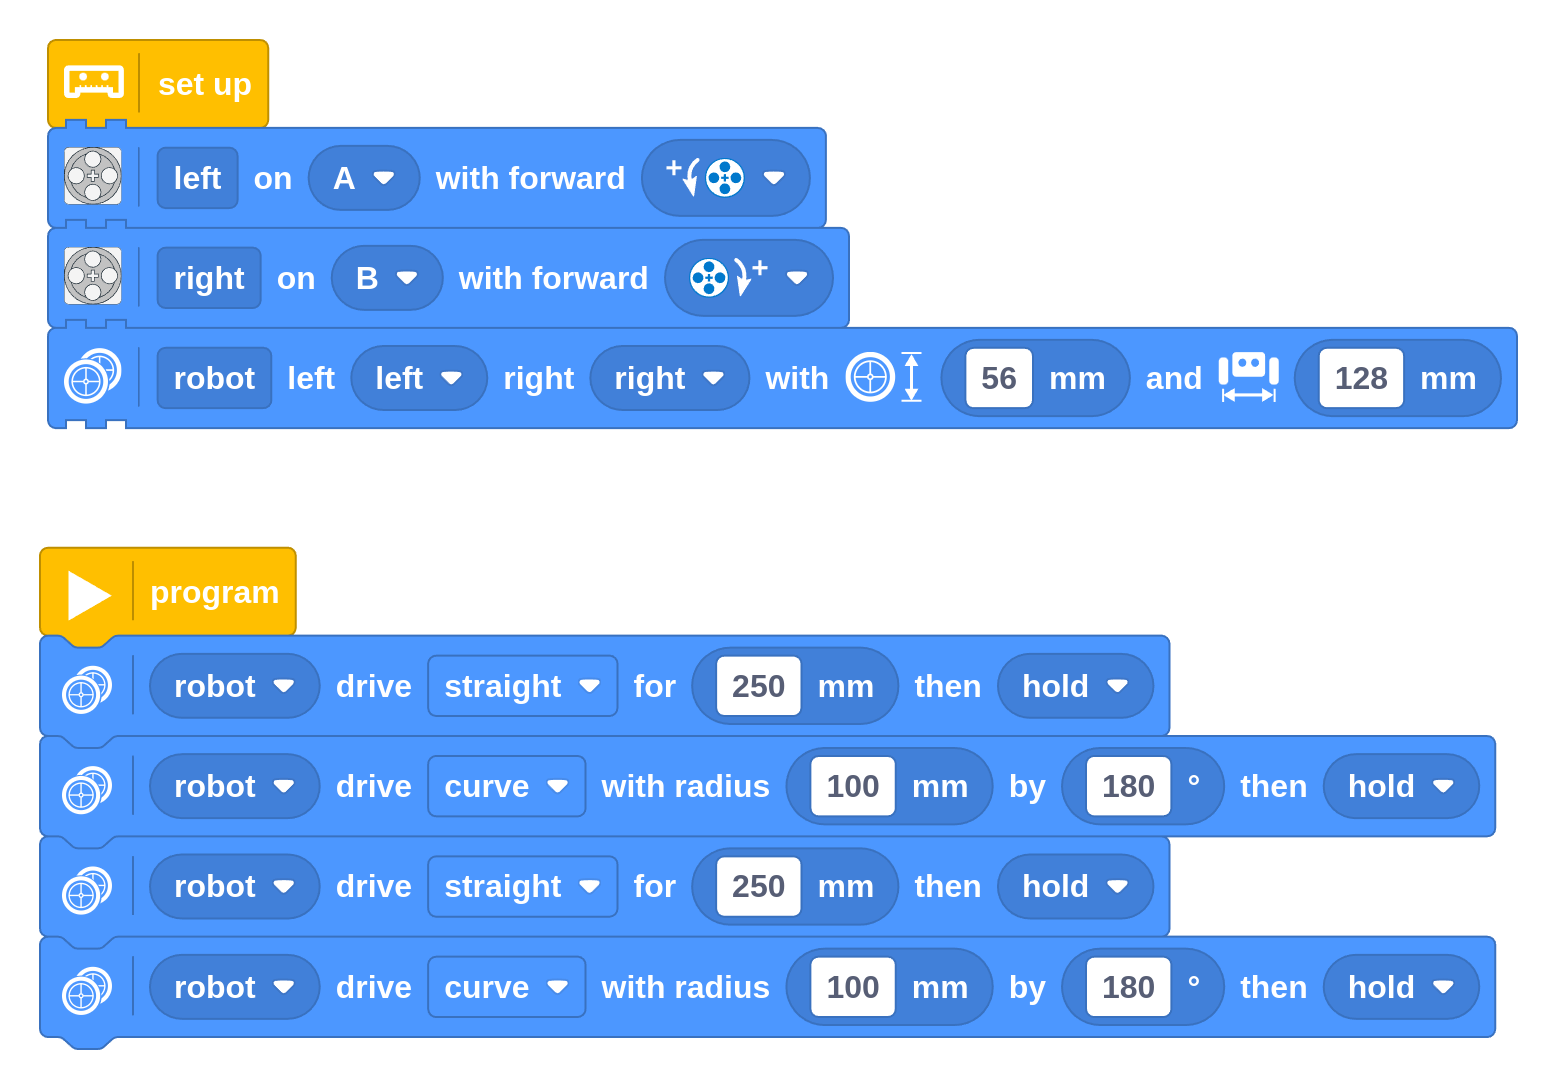 set up
left on A with forward +
right on B with forward +
robot left left right right with 56 mm and 128 mm
program
robot drive straight for 250 mm then hold
robot drive curve with radius 100 mm by 180 ° then hold
robot drive straight for 250 mm then hold
robot drive curve with radius 100 mm by 180 ° then hold